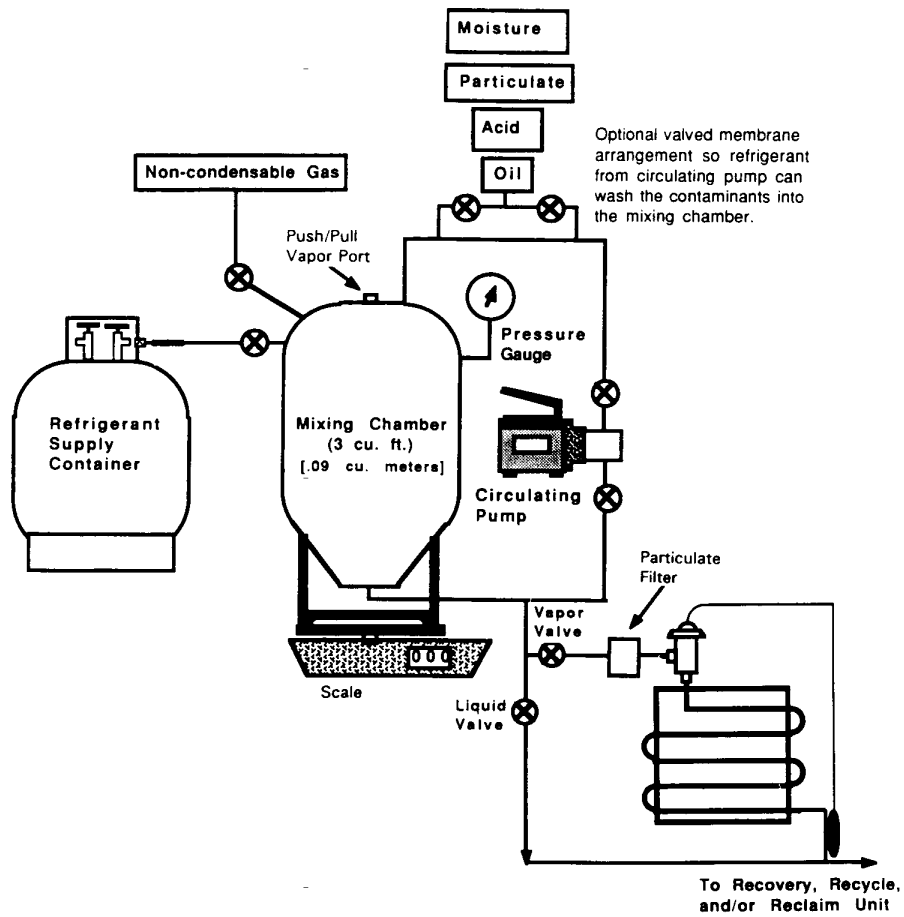 Moisture
Particulate
Acid
Oil
Optional valved membrane
arrangement so refrigerant
from circulating pump can
wash the contaminants into
the mixing chamber.
Non-condensable Gas
Push/Pull
Vapor Port
Pressure
Gauge
Refrigerant
Supply
Container
Mixing Chamber
(3 cu. ft.)
[.09 cu. meters]
Circulating
Pump
Particulate
Filter
Vapor
Valve
000
Scale
Liquid
Valve
To Recovery, Recycle,
and/or Reclaim Unit